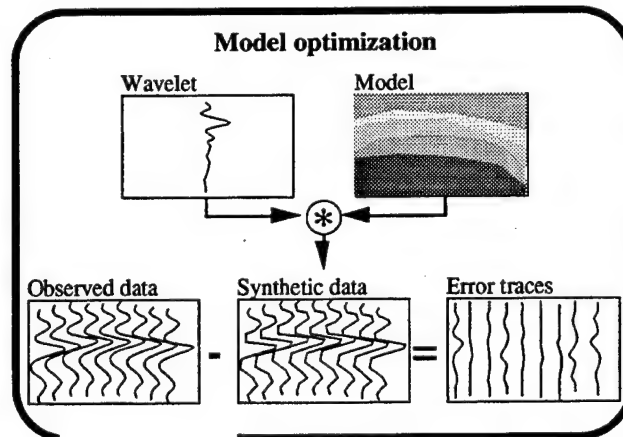 Model optimization
Wavelet
Model
*
Observed data
Synthetic data
Error traces
-
=